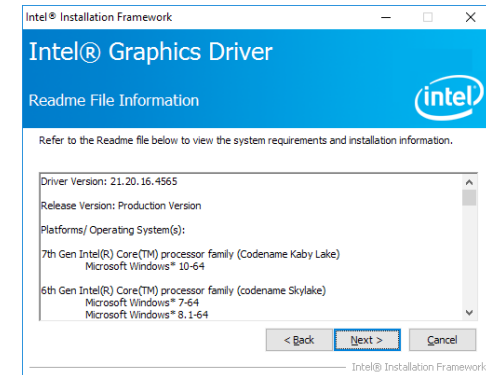 Intel® Installation Framework
Intel® Graphics Driver
Readme File Information
intel
Refer to the Readme file below to view the system requirements and installation information.
Driver Version: 21.20.16.4565
Release Version: Production Version
Platforms/ Operating System(s):
7th Gen Intel(R) Core(TM) processor family (Codename Kaby Lake)
Microsoft Windows* 10-64
6th Gen Intel(R) Core(TM) processor family (codename Skylake)
Microsoft Windows* 7-64
Microsoft Windows* 8.1-64
< Back Next > Cancel
Intel® Installation Framework